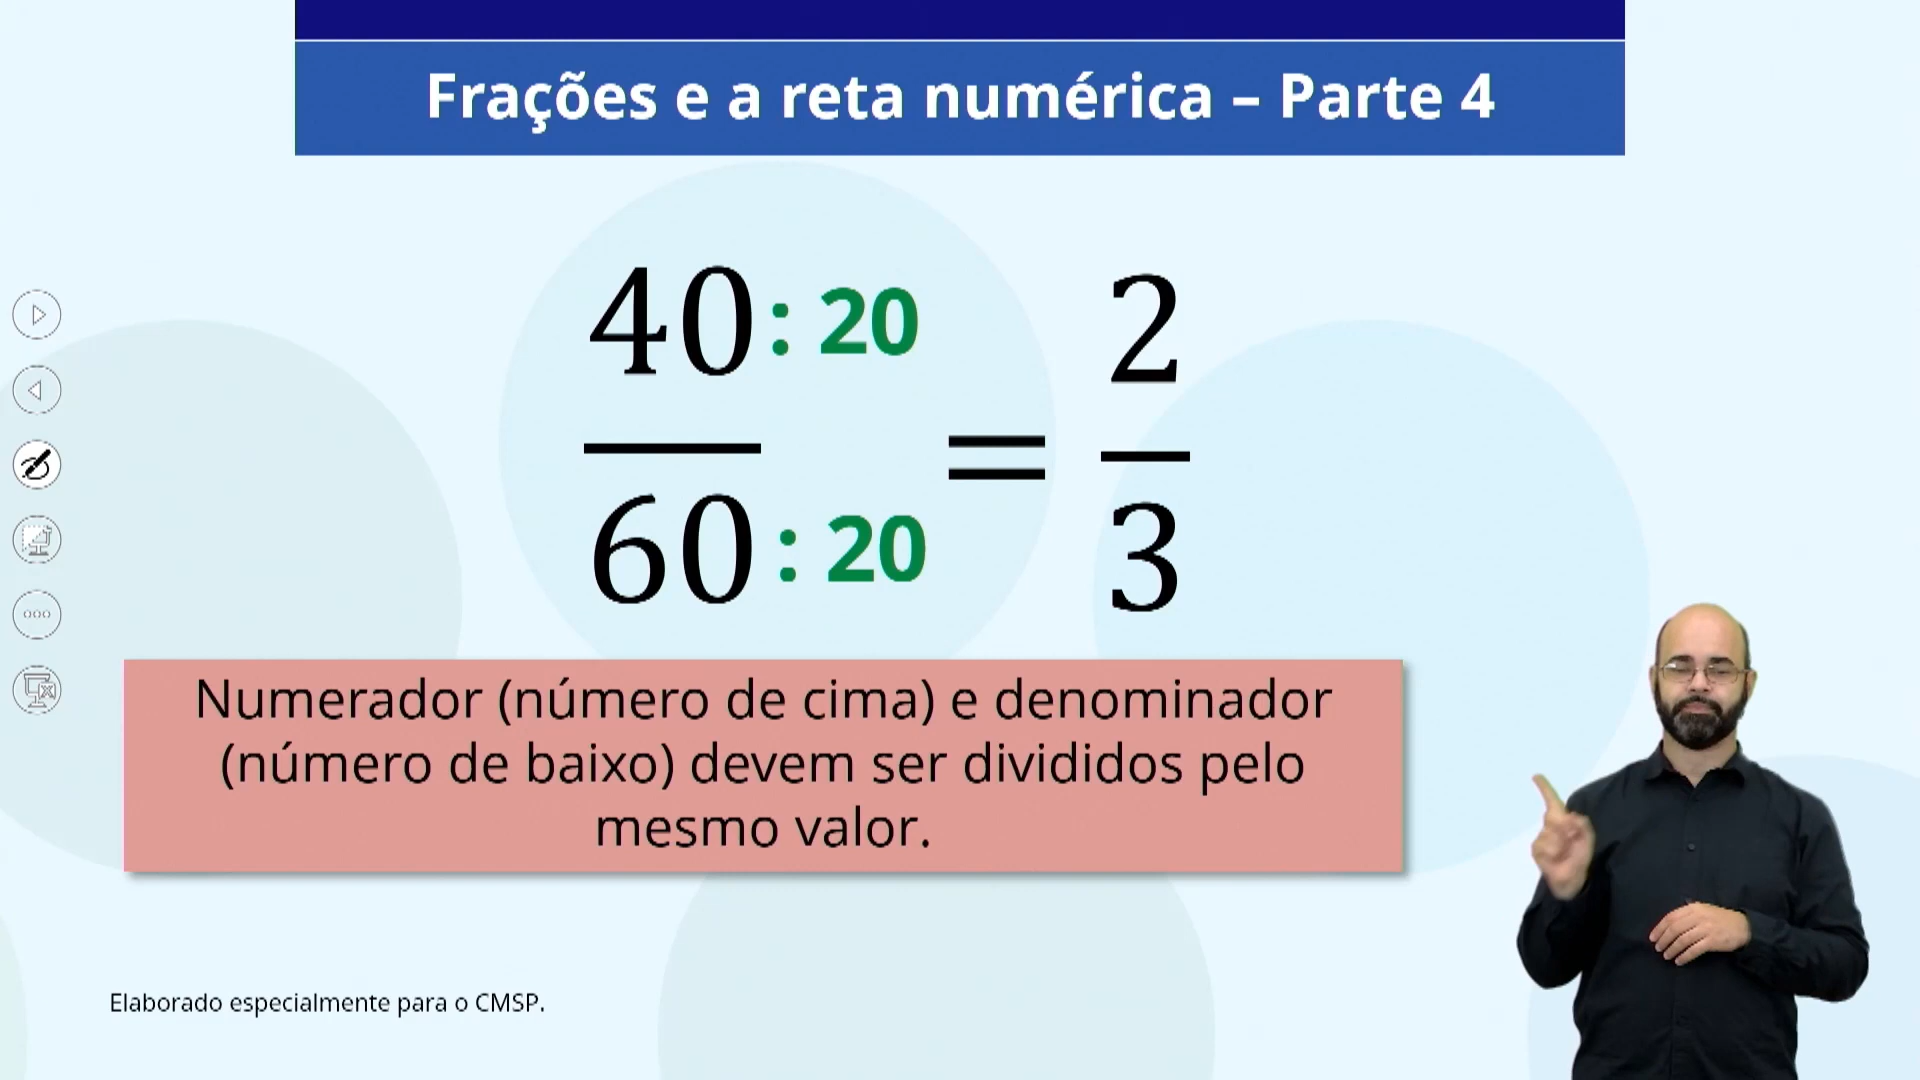 Frações e a reta numérica – Parte 4
40 : 20
60 : 20
=
2
3
Numerador (número de cima) e denominador
(número de baixo) devem ser divididos pelo
mesmo valor.
Elaborado especialmente para o CMSP.